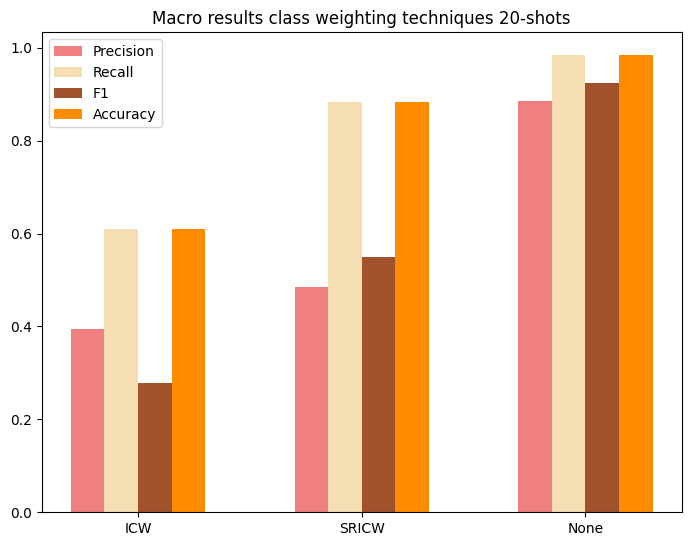 Macro results class weighting techniques 20-shots
Precision
Recall
F1
Accuracy
1.0
0.8
0.6
0.4
0.2
0.0
ICW
SRICW
None